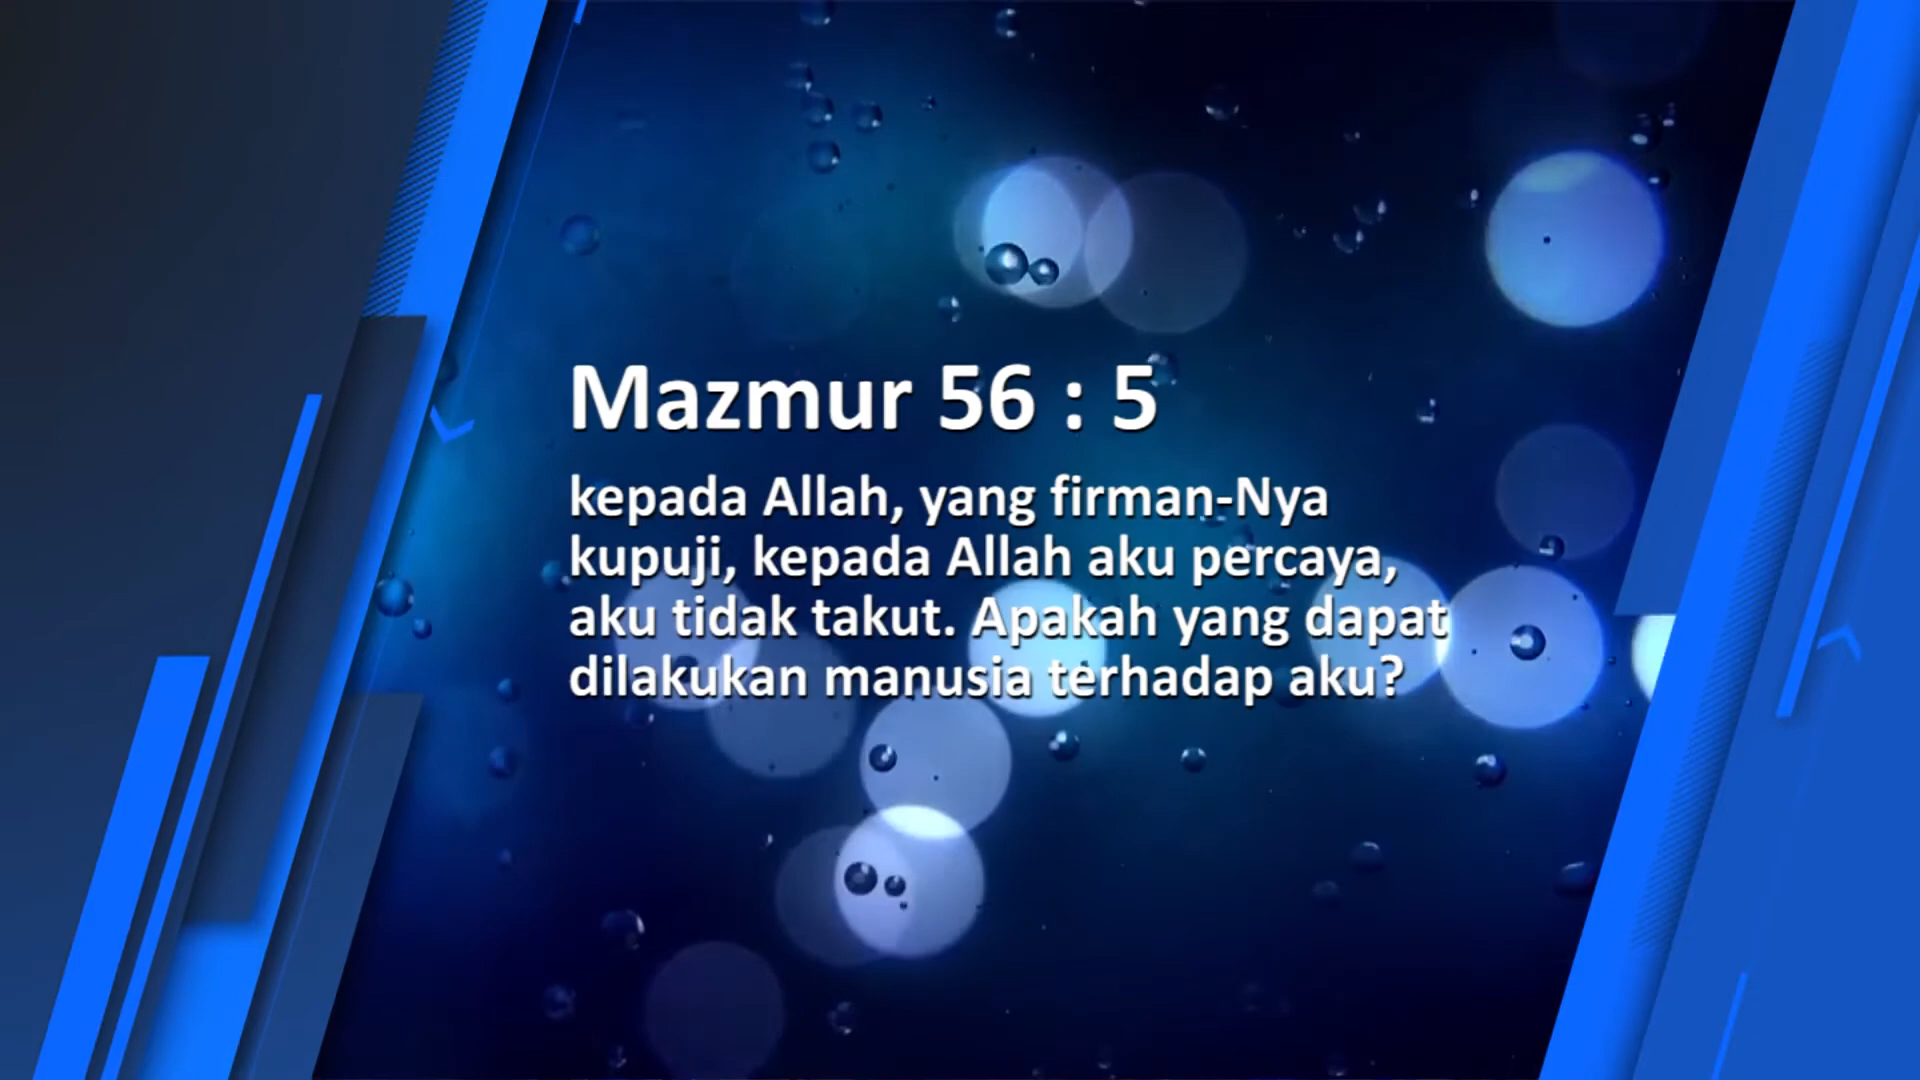 Mazmur 56 : 5
kepada Allah, yang firman-Nya
kupuji, kepada Allah aku percaya,
aku tidak takut. Apakah yang dapat
dilakukan manusia terhadap aku?